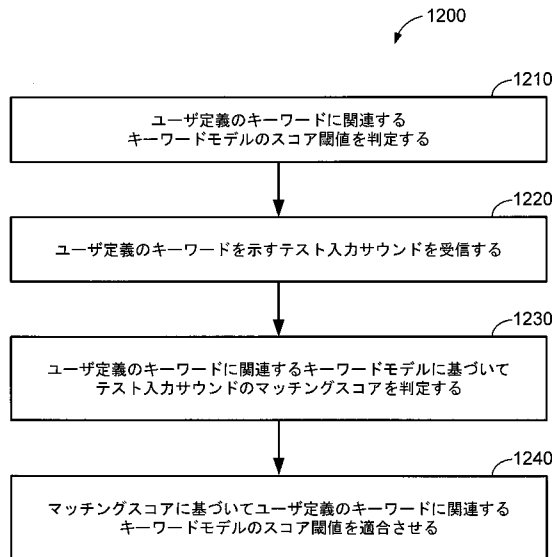 1200
1210
ユーザ定義のキーワードに関連する
キーワードモデルのスコア閾値を判定する
1220
ユーザ定義のキーワードを示すテスト入力サウンドを受信する
1230
ユーザ定義のキーワードに関連するキーワードモデルに基づいて
テスト入力サウンドのマッチングスコアを判定する
1240
マッチングスコアに基づいてユーザ定義のキーワードに関連する
キーワードモデルのスコア閾値を適合させる